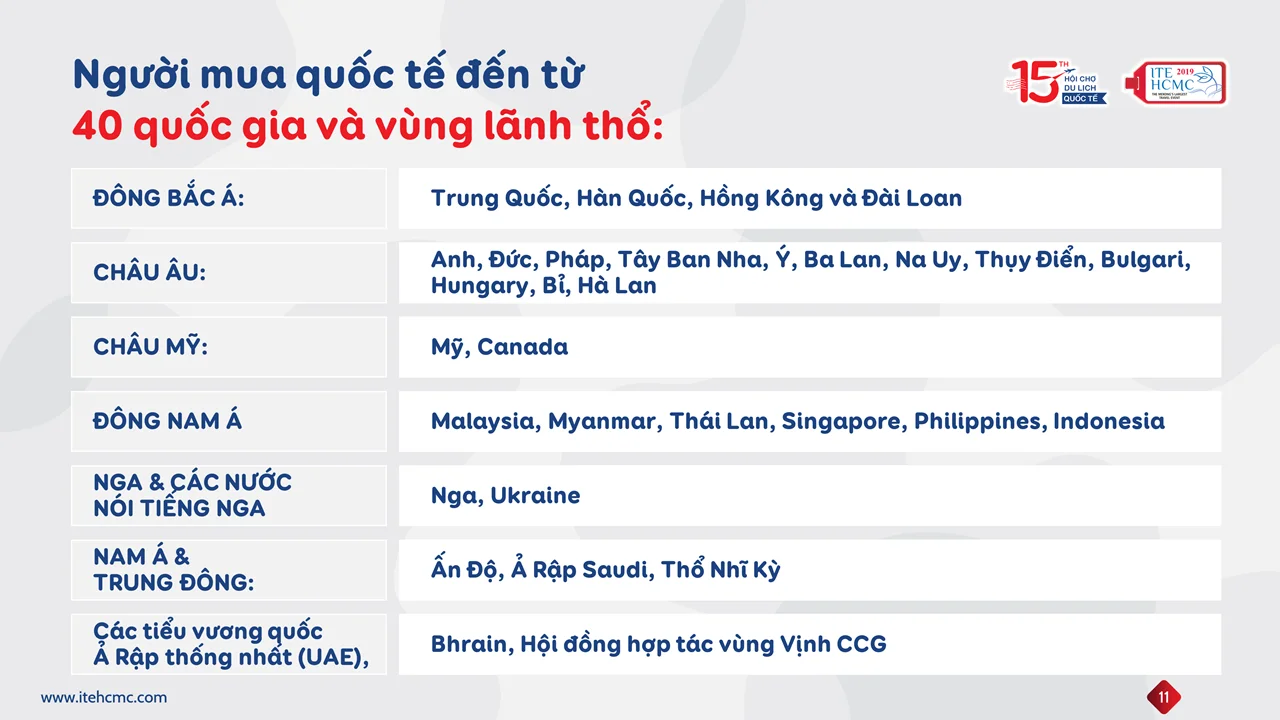 Người mua quốc tế đến từ
40 quốc gia và vùng lãnh thổ:
15TH
HỘI CHỢ
DU LỊCH
QUỐC TẾ
ITE 2019
HCMC
THE MEKONG'S LARGEST
TRAVEL EVENT
ĐÔNG BẮC Á:
Trung Quốc, Hàn Quốc, Hồng Kông và Đài Loan
CHÂU ÂU:
Anh, Đức, Pháp, Tây Ban Nha, Ý, Ba Lan, Na Uy, Thụy Điển, Bulgari,
Hungary, Bỉ, Hà Lan
CHÂU MỸ:
Mỹ, Canada
ĐÔNG NAM Á
Malaysia, Myanmar, Thái Lan, Singapore, Philippines, Indonesia
NGA & CÁC NƯỚC
NÓI TIẾNG NGA
Nga, Ukraine
NAM Á &
TRUNG ĐÔNG:
Ấn Độ, Ả Rập Saudi, Thổ Nhĩ Kỳ
Các tiểu vương quốc
Ả Rập thống nhất (UAE),
Bhrain, Hội đồng hợp tác vùng Vịnh CCG
www.itehcmc.com
11